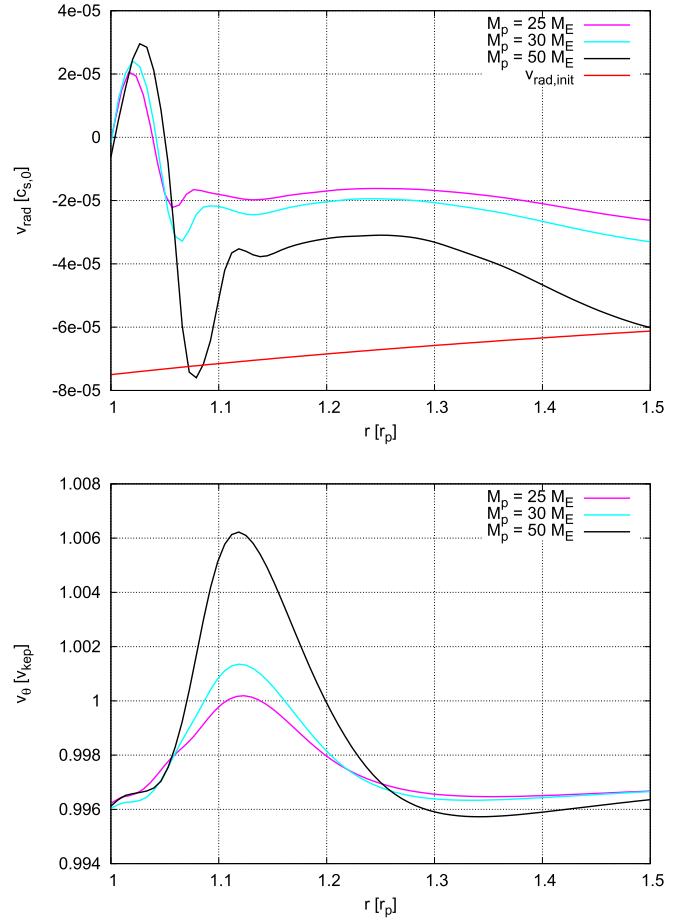 4e-05
2e-05
0
-2e-05
-4e-05
-6e-05
-8e-05
v_rad [c_s,0]
M_p = 25 M_E
M_p = 30 M_E
M_p = 50 M_E
v_rad,init
1 1.1 1.2 1.3 1.4 1.5
r [r_p]
1.008
1.006
1.004
1.002
1
0.998
0.996
0.994
v_θ [v_kep]
M_p = 25 M_E
M_p = 30 M_E
M_p = 50 M_E
1 1.1 1.2 1.3 1.4 1.5
r [r_p]